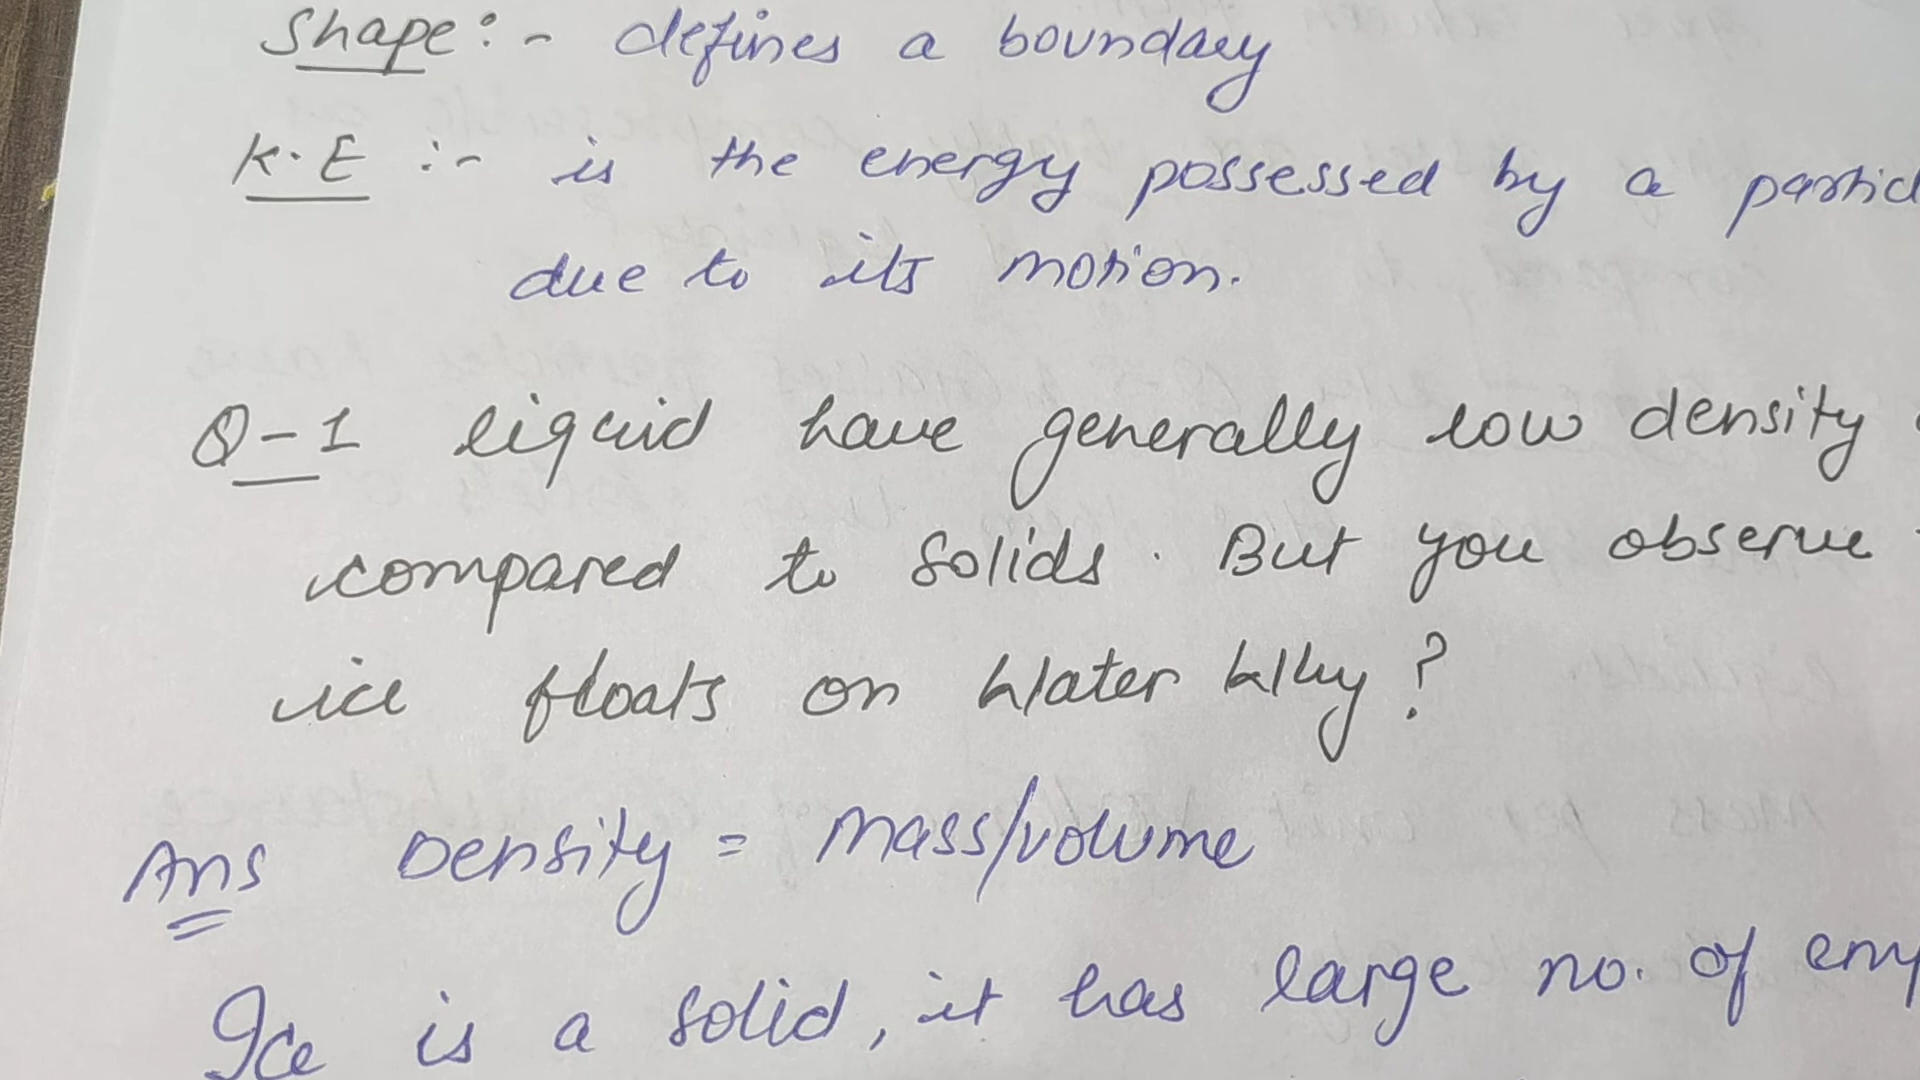 Shape :- defines a boundary
K.E :- is the energy possessed by a
due to its motion.
Q-1 liquid have generally low density
compared to solids. But you observe
ice floats on Water Why?
Ans Density = Mass/volume
Ice is a solid, it has large no. of